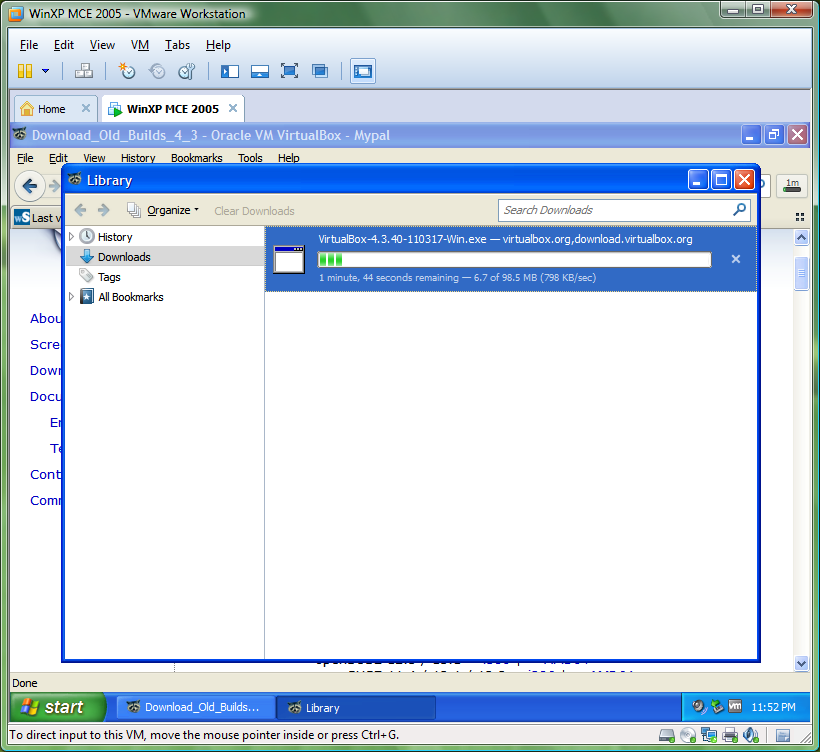 WinXP MCE 2005 - VMware Workstation
File Edit View VM Tabs Help
Home WinXP MCE 2005
Download_Old_Builds_4_3 - Oracle VM VirtualBox - Mypal
File Edit View History Bookmarks Tools Help
1m
Library
wS Last v
Organize Clear Downloads Search Downloads
History
Downloads
Tags
All Bookmarks
VirtualBox-4.3.40-110317-Win.exe — virtualbox.org,download.virtualbox.org
1 minute, 44 seconds remaining — 6.7 of 98.5 MB (798 KB/sec)
Abou
Scre
Down
Docu
En
Te
Cont
Comm
Done
start Download_Old_Builds... Library vm 11:52 PM
To direct input to this VM, move the mouse pointer inside or press Ctrl+G.